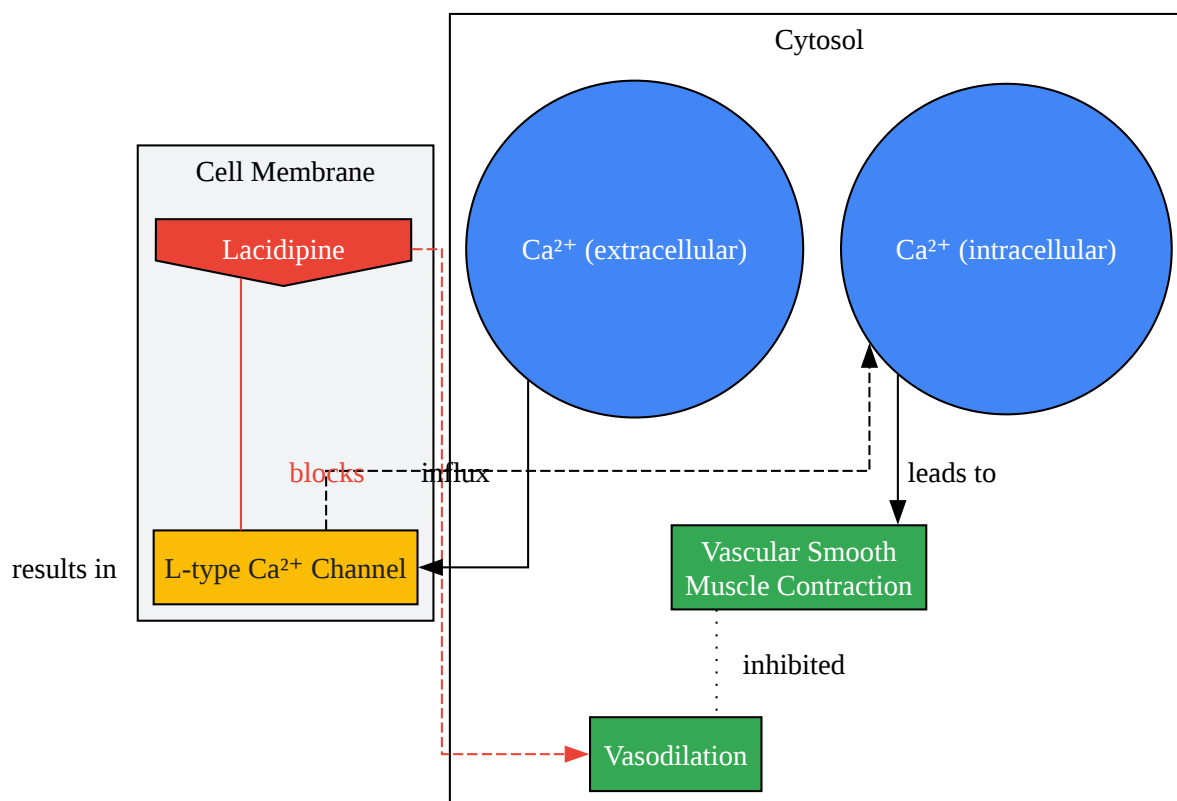 Cytosol
Cell Membrane
Lacidipine
Ca²⁺ (extracellular)
Ca²⁺ (intracellular)
blocks
influx
leads to
results in
L-type Ca²⁺ Channel
Vascular Smooth
Muscle Contraction
inhibited
Vasodilation